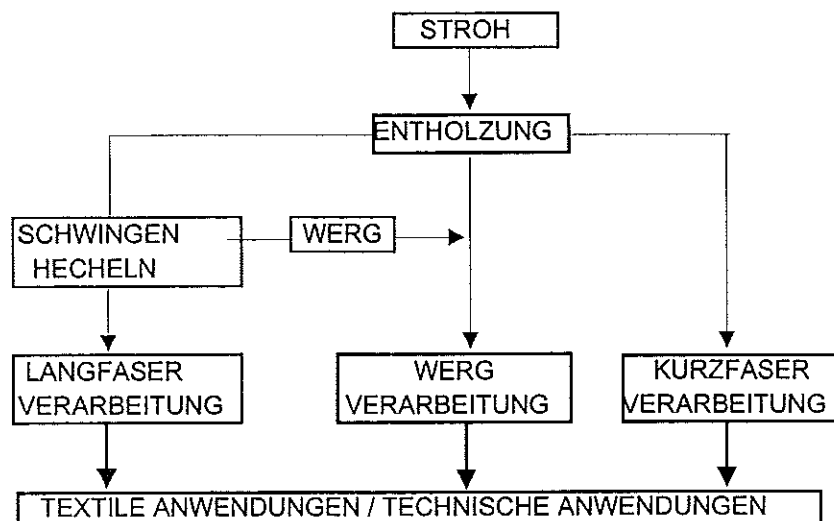 STROH
ENTHOLZUNG
SCHWINGEN
HECHELN
WERG
LANGFASER
VERARBEITUNG
WERG
VERARBEITUNG
KURZFASER
VERARBEITUNG
TEXTILE ANWENDUNGEN / TECHNISCHE ANWENDUNGEN